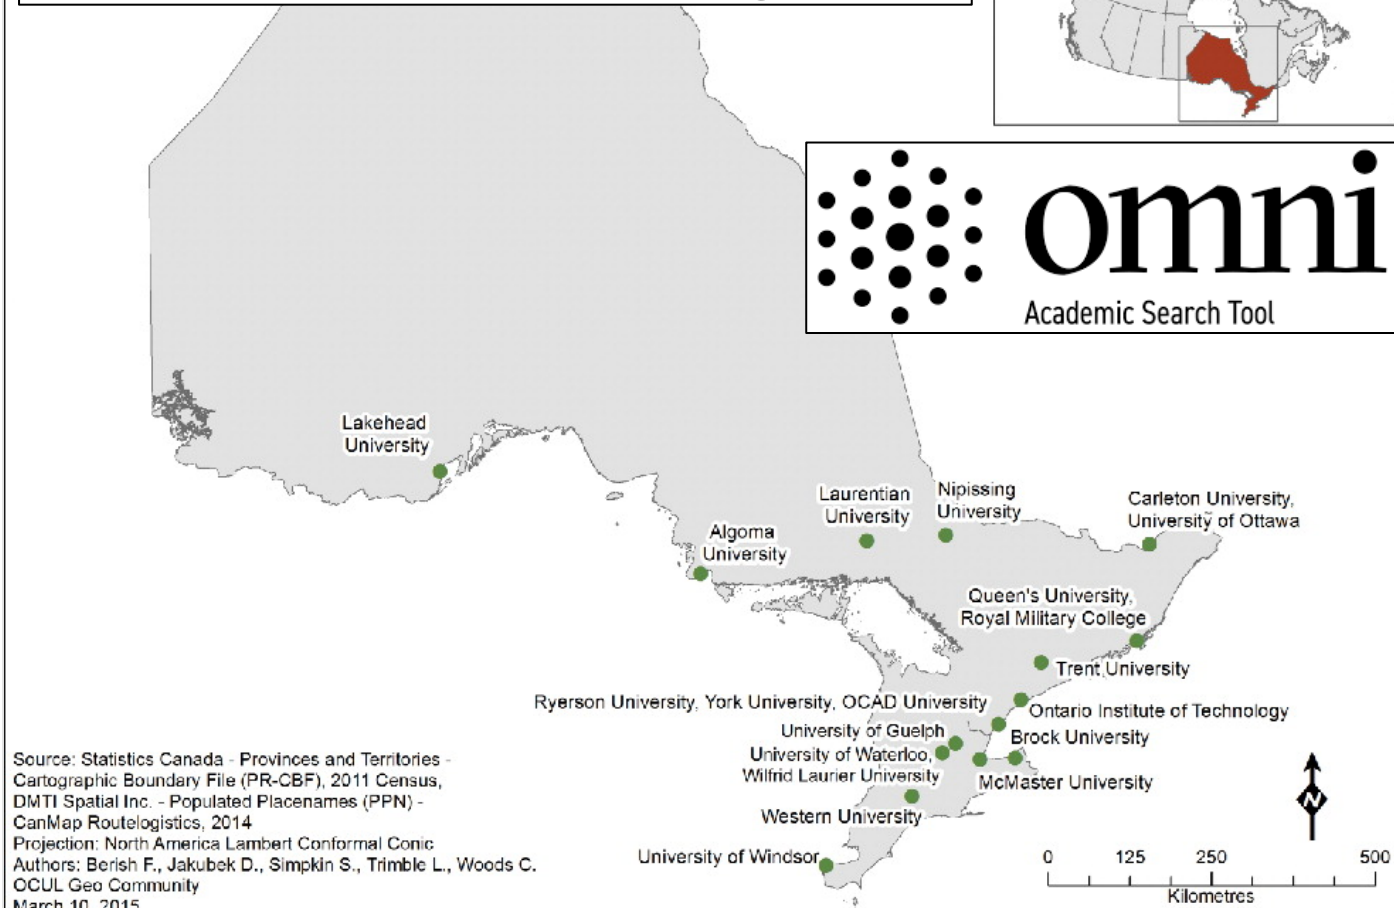 omni
Academic Search Tool
Lakehead
University
Algoma
University
Laurentian
University
Nipissing
University
Carleton University,
University of Ottawa
Queen's University,
Royal Military College
Trent University
Ryerson University, York University, OCAD University
Ontario Institute of Technology
University of Guelph
Brock University
University of Waterloo,
Wilfrid Laurier University
McMaster University
Western University
University of Windsor
Source: Statistics Canada - Provinces and Territories -
Cartographic Boundary File (PR-CBF), 2011 Census,
DMTI Spatial Inc. - Populated Placenames (PPN) -
CanMap Routelogistics, 2014
Projection: North America Lambert Conformal Conic
Authors: Berish F., Jakubek D., Simpkin S., Trimble L., Woods C.
OCUL Geo Community
March 10, 2015
N
0 125 250 500
Kilometres